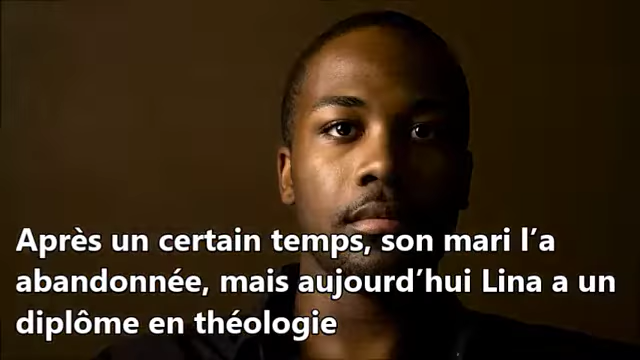 Après un certain temps, son mari l’a
abandonnée, mais aujourd’hui Lina a un
diplôme en théologie